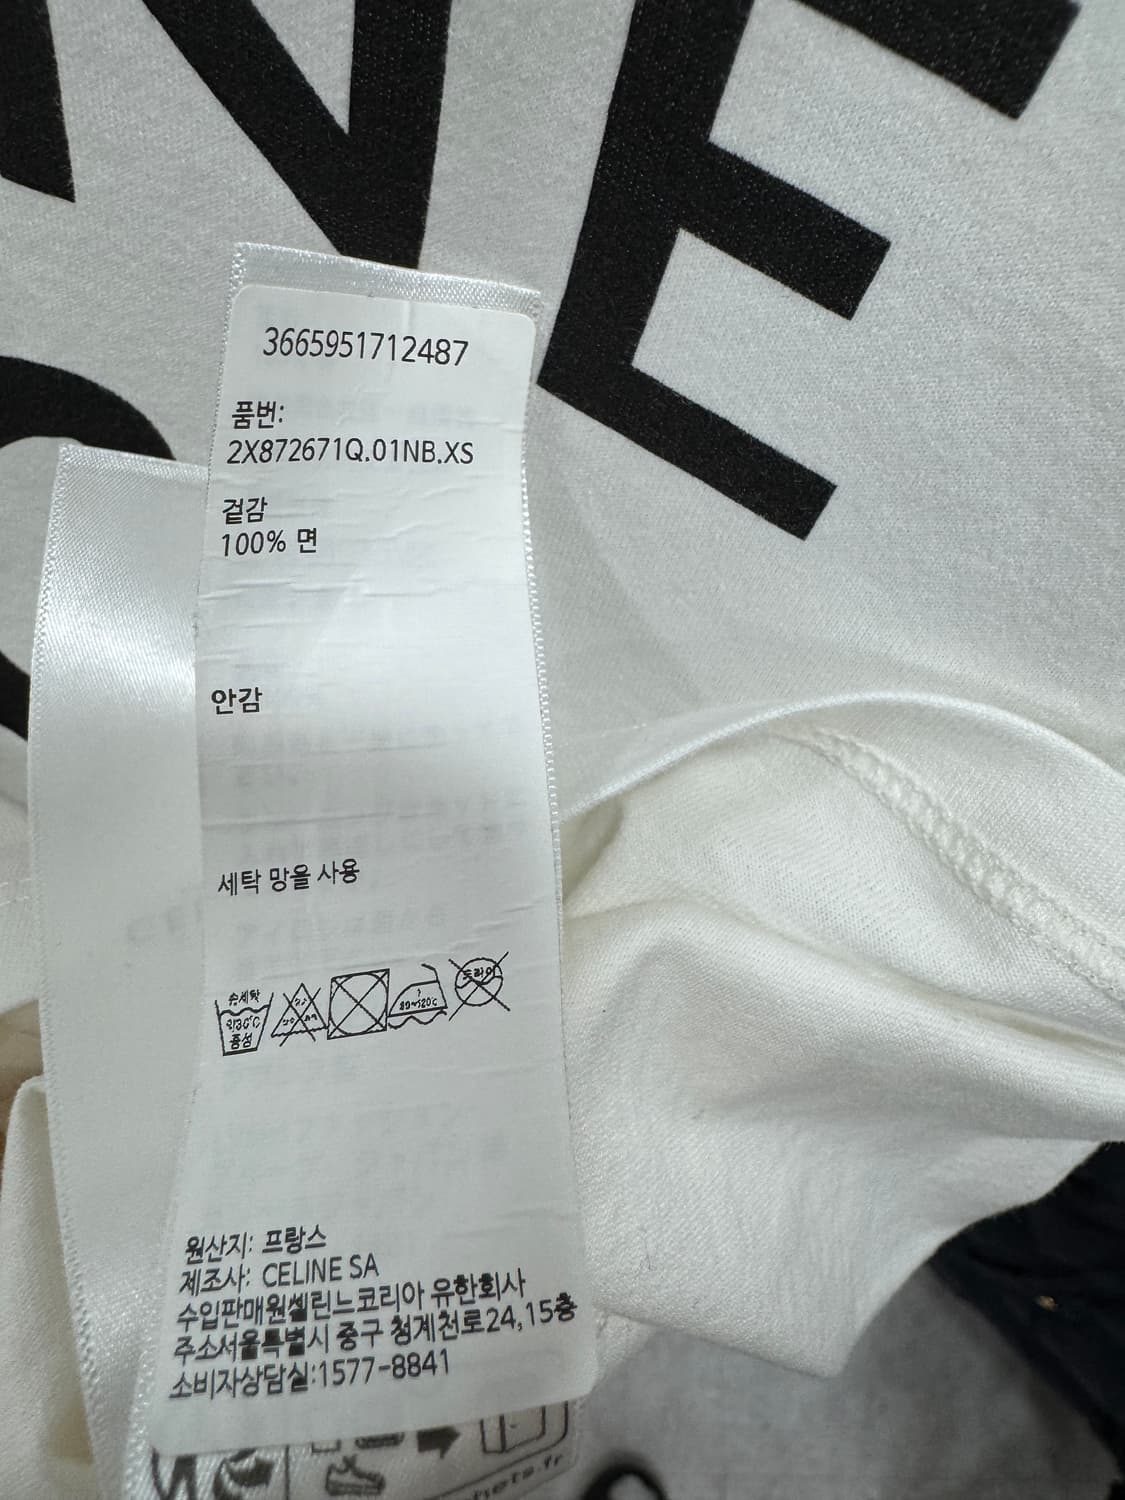 NE
3665951712487
품번:
2X872671Q.01NB.XS
겉감
100% 면
안감
세탁 망을 사용
손세탁
약30℃
중성
80~120℃
드라이
원산지: 프랑스
제조사: CELINE SA
수입판매원셀린느코리아 유한회사
주소서울특별시 중구 청계천로24,15층
소비자상담실:1577-8841